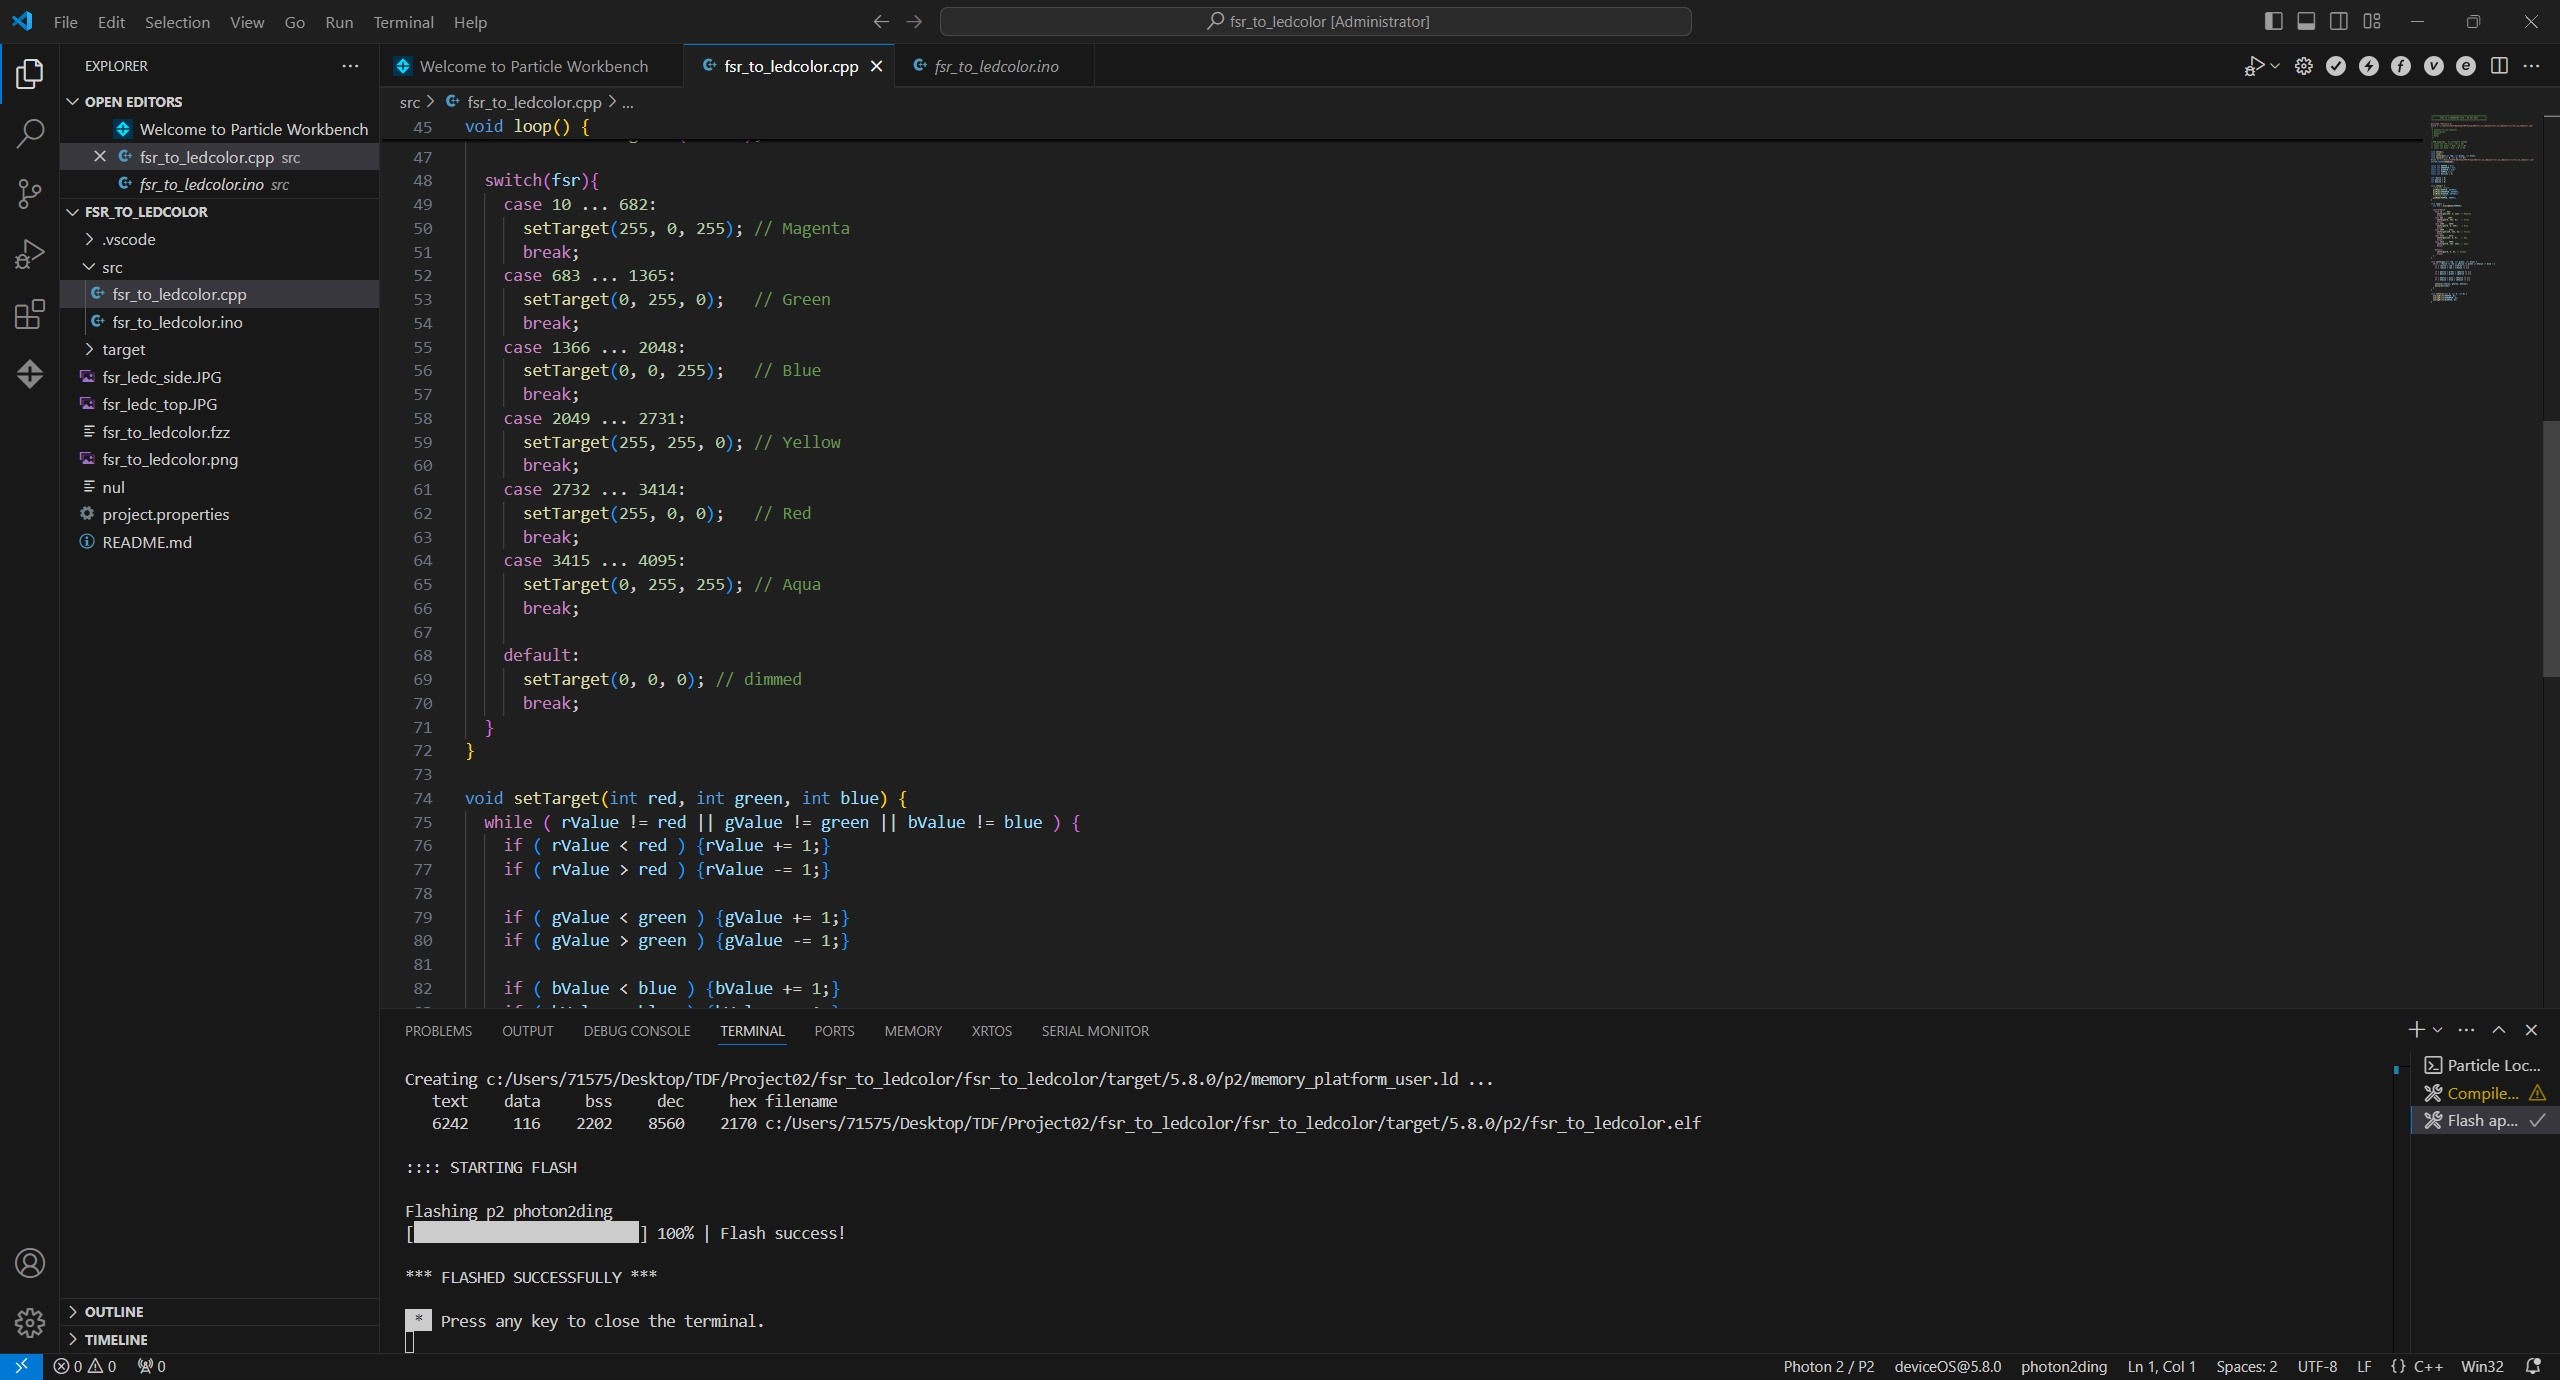 File Edit Selection View Go Run Terminal Help
fsr_to_ledcolor [Administrator]
EXPLORER
OPEN EDITORS
Welcome to Particle Workbench
fsr_to_ledcolor.cpp src
fsr_to_ledcolor.ino src
FSR_TO_LEDCOLOR
.vscode
src
fsr_to_ledcolor.cpp
fsr_to_ledcolor.ino
target
fsr_ledc_side.JPG
fsr_ledc_top.JPG
fsr_to_ledcolor.fzz
fsr_to_ledcolor.png
nul
project.properties
README.md
OUTLINE
TIMELINE
Welcome to Particle Workbench fsr_to_ledcolor.cpp fsr_to_ledcolor.ino
src > fsr_to_ledcolor.cpp > ...
45 void loop() {
47
48 switch(fsr){
49 case 10 ... 682:
50 setTarget(255, 0, 255); // Magenta
51 break;
52 case 683 ... 1365:
53 setTarget(0, 255, 0); // Green
54 break;
55 case 1366 ... 2048:
56 setTarget(0, 0, 255); // Blue
57 break;
58 case 2049 ... 2731:
59 setTarget(255, 255, 0); // Yellow
60 break;
61 case 2732 ... 3414:
62 setTarget(255, 0, 0); // Red
63 break;
64 case 3415 ... 4095:
65 setTarget(0, 255, 255); // Aqua
66 break;
67
68 default:
69 setTarget(0, 0, 0); // dimmed
70 break;
71 }
72 }
73
74 void setTarget(int red, int green, int blue) {
75 while ( rValue != red || gValue != green || bValue != blue ) {
76 if ( rValue < red ) {rValue += 1;}
77 if ( rValue > red ) {rValue -= 1;}
78
79 if ( gValue < green ) {gValue += 1;}
80 if ( gValue > green ) {gValue -= 1;}
81
82 if ( bValue < blue ) {bValue += 1;}
PROBLEMS OUTPUT DEBUG CONSOLE TERMINAL PORTS MEMORY XRTOS SERIAL MONITOR
Creating c:/Users/71575/Desktop/TDF/Project02/fsr_to_ledcolor/fsr_to_ledcolor/target/5.8.0/p2/memory_platform_user.ld ...
text data bss dec hex filename
6242 116 2202 8560 2170 c:/Users/71575/Desktop/TDF/Project02/fsr_to_ledcolor/fsr_to_ledcolor/target/5.8.0/p2/fsr_to_ledcolor.elf
:::: STARTING FLASH
Flashing p2 photon2ding
[ ] 100% | Flash success!
*** FLASHED SUCCESSFULLY ***
* Press any key to close the terminal.
Particle Loc...
Compile...
Flash ap...
0 0 0 Photon 2 / P2 deviceOS@5.8.0 photon2ding Ln 1, Col 1 Spaces: 2 UTF-8 LF {} C++ Win32